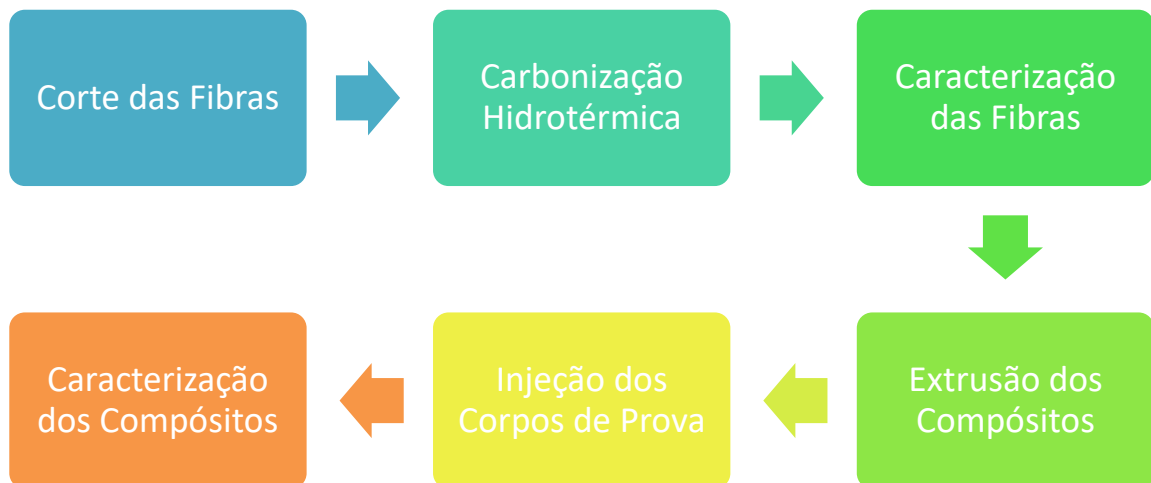 Corte das Fibras
Carbonização
Hidrotérmica
Caracterização
das Fibras
Extrusão dos
Compósitos
Injeção dos
Corpos de Prova
Caracterização
dos Compósitos